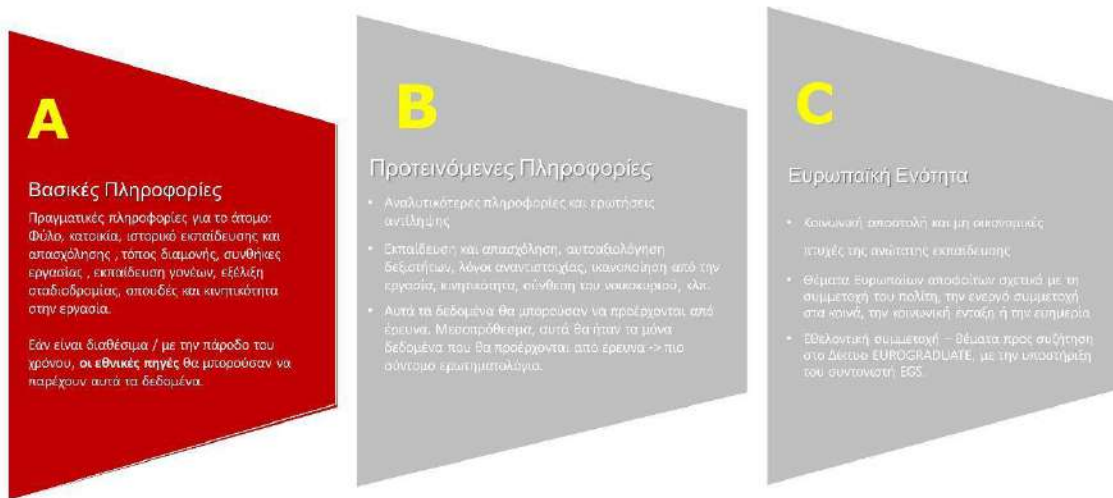 A
Βασικές Πληροφορίες
Πραγματικές πληροφορίες για το άτομο:
Φύλο, κατοικία, ιστορικό εκπαίδευσης και
απασχόλησης , τόπος διαμονής, συνθήκες
εργασίας , εκπαίδευση γονέων, εξέλιξη
σταδιοδρομίας, σπουδές και κινητικότητα
στην εργασία.
Εάν είναι διαθέσιμα / με την πάροδο του
χρόνου, οι εθνικές πηγές θα μπορούσαν να
παρέχουν αυτά τα δεδομένα.
B
Προτεινόμενες Πληροφορίες
• Αναλυτικότερες πληροφορίες και ερωτήσεις
αντίληψης
• Εκπαίδευση και απασχόληση, αυτοαξιολόγηση
δεξιοτήτων, λόγοι αναντιστοιχίας, ικανοποίηση από την
εργασία, κινητικότητα, σύνθεση του νοικοκυριού, κλπ.
• Αυτά τα δεδομένα θα μπορούσαν να προέρχονται από
έρευνα. Μεσοπρόθεσμα, αυτά θα ήταν τα μόνα
δεδομένα που θα προέρχονται από έρευνα -> πιο
σύντομο ερωτηματολόγιο.
C
Ευρωπαϊκή Ενότητα
• Κοινωνική αποστολή και μη οικονομικές
πτυχές της ανώτατης εκπαίδευσης
• Θέματα Ευρωπαίων αποφοίτων σχετικά με τη
συμμετοχή του πολίτη, την ενεργό συμμετοχή
στα κοινά, την κοινωνική ένταξη ή την ευημερία
• Εθελοντική συμμετοχή – θέματα προς συζήτηση
στο Δίκτυο EUROGRADUATE, με την υποστήριξη
του συντονιστή EGS.